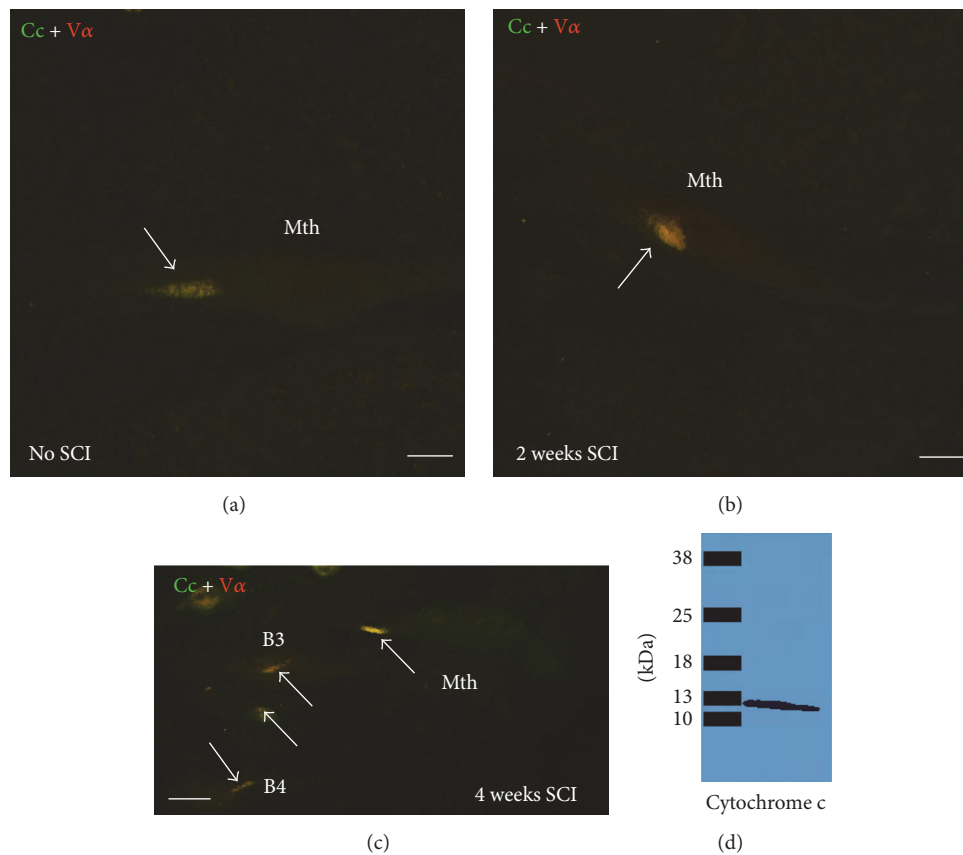 Cc + Vα
Mth
No SCI
(a)
Cc + Vα
Mth
2 weeks SCI
(b)
Cc + Vα
B3
Mth
B4
4 weeks SCI
(c)
(kDa)
38
25
18
13
10
Cytochrome c
(d)